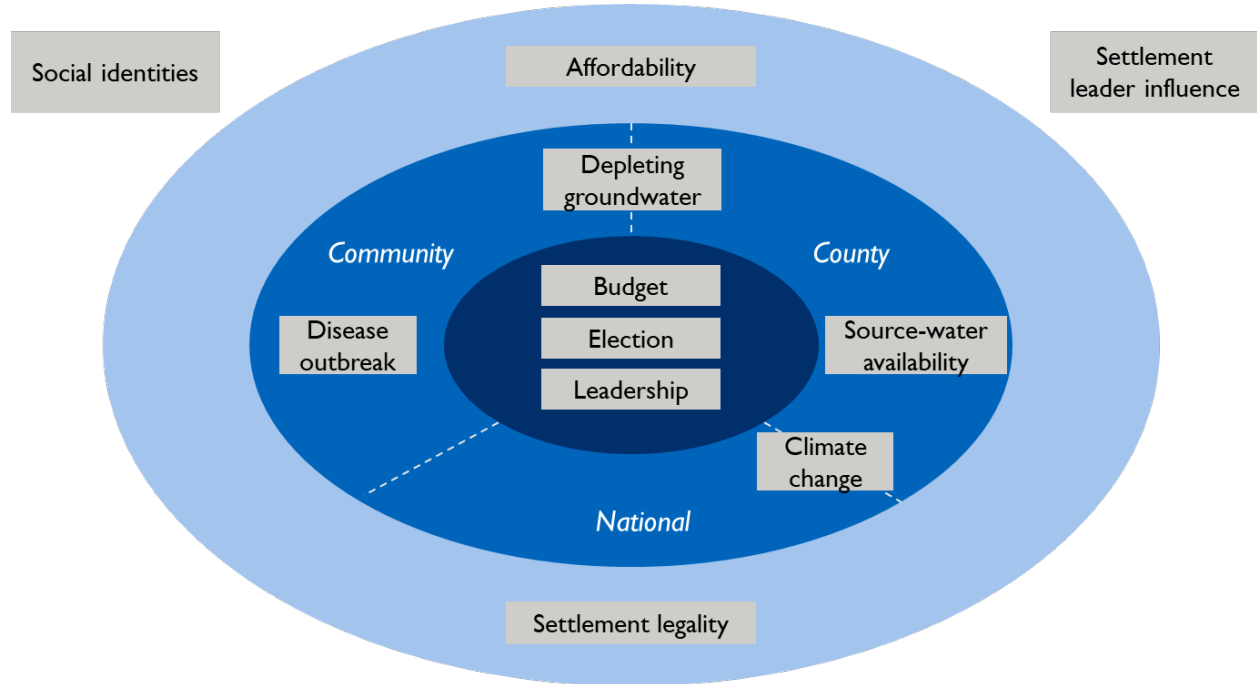 Social identities
Affordability
Settlement
leader influence
Depleting
groundwater
Community
County
Budget
Disease
outbreak
Election
Source-water
availability
Leadership
Climate
change
National
Settlement legality